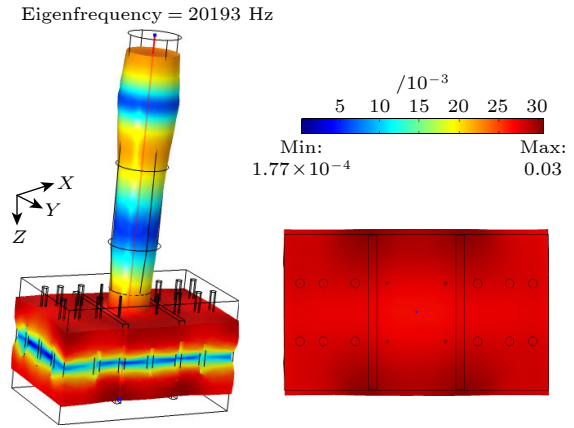 Eigenfrequency = 20193 Hz
/10⁻³
5 10 15 20 25 30
Min: Max:
1.77×10⁻⁴ 0.03
X
Y
Z